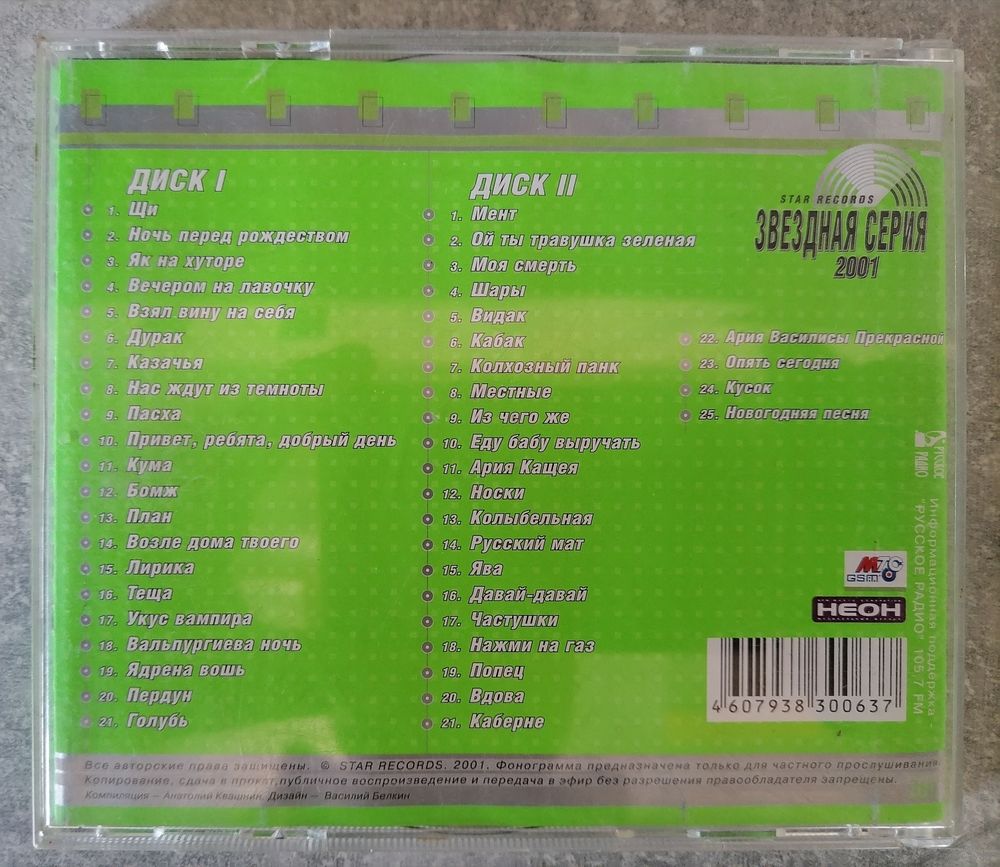 ДИСК I
1. Щи
2. Ночь перед рождеством
3. Як на хуторе
4. Вечером на лавочку
5. Взял вину на себя
6. Дурак
7. Казачья
8. Нас ждут из темноты
9. Пасха
10. Привет, ребята, добрый день
11. Кума
12. Бомж
13. План
14. Возле дома твоего
15. Лирика
16. Теща
17. Укус вампира
18. Вальпургиева ночь
19. Ядрена вошь
20. Пердун
21. Голубь
ДИСК II
1. Мент
2. Ой ты травушка зеленая
3. Моя смерть
4. Шары
5. Видак
6. Кабак
7. Колхозный панк
8. Местные
9. Из чего же
10. Еду бабу выручать
11. Ария Кащея
12. Носки
13. Колыбельная
14. Русский мат
15. Ява
16. Давай-давай
17. Частушки
18. Нажми на газ
19. Попец
20. Вдова
21. Каберне
22. Ария Василисы Прекрасной
23. Опять сегодня
24. Кусок
25. Новогодняя песня
STAR RECORDS
ЗВЕЗДНАЯ СЕРИЯ
2001
РУССКОЕ
РАДИО
Информационная поддержка -
"РУССКОЕ РАДИО" 105,7 FM
МТС
GSM
НЕОН
4 607938 300637
Все авторские права защищены. © STAR RECORDS. 2001. Фонограмма предназначена только для частного прослушивания.
Копирование, сдача в прокат, публичное воспроизведение и передача в эфир без разрешения правообладателя запрещены.
Компиляция — Анатолий Квашнин. Дизайн — Василий Белкин